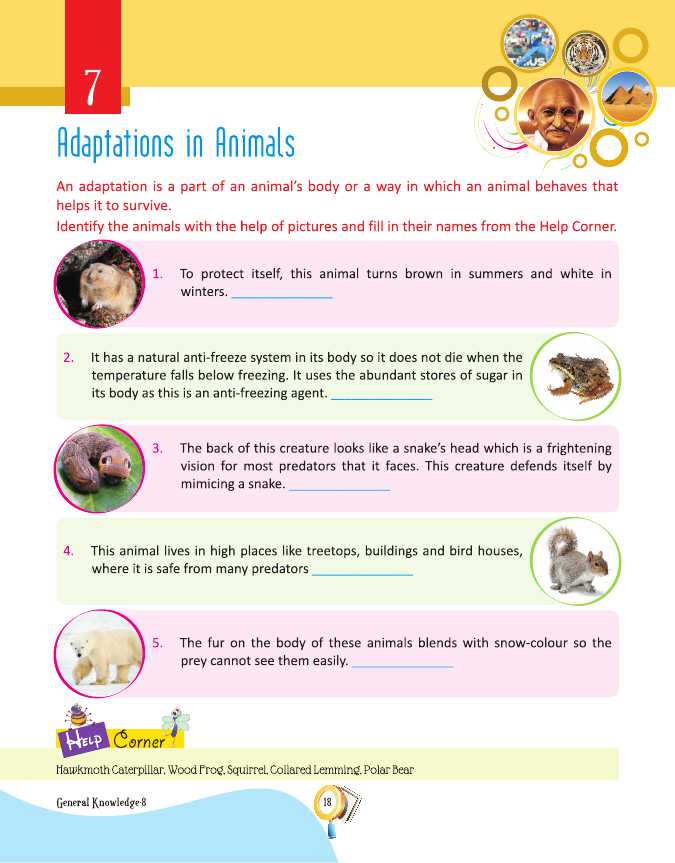 7
Adaptations in Animals
An adaptation is a part of an animal's body or a way in which an animal behaves that
helps it to survive.
Identify the animals with the help of pictures and fill in their names from the Help Corner.
1. To protect itself, this animal turns brown in summers and white in
winters. _______________
2. It has a natural anti-freeze system in its body so it does not die when the
temperature falls below freezing. It uses the abundant stores of sugar in
its body as this is an anti-freezing agent. _______________
3. The back of this creature looks like a snake's head which is a frightening
vision for most predators that it faces. This creature defends itself by
mimicing a snake. _______________
4. This animal lives in high places like treetops, buildings and bird houses,
where it is safe from many predators _______________
5. The fur on the body of these animals blends with snow-colour so the
prey cannot see them easily. _______________
Help Corner
Hawkmoth Caterpillar, Wood Frog, Squirrel, Collared Lemming, Polar Bear
General Knowledge-8
18